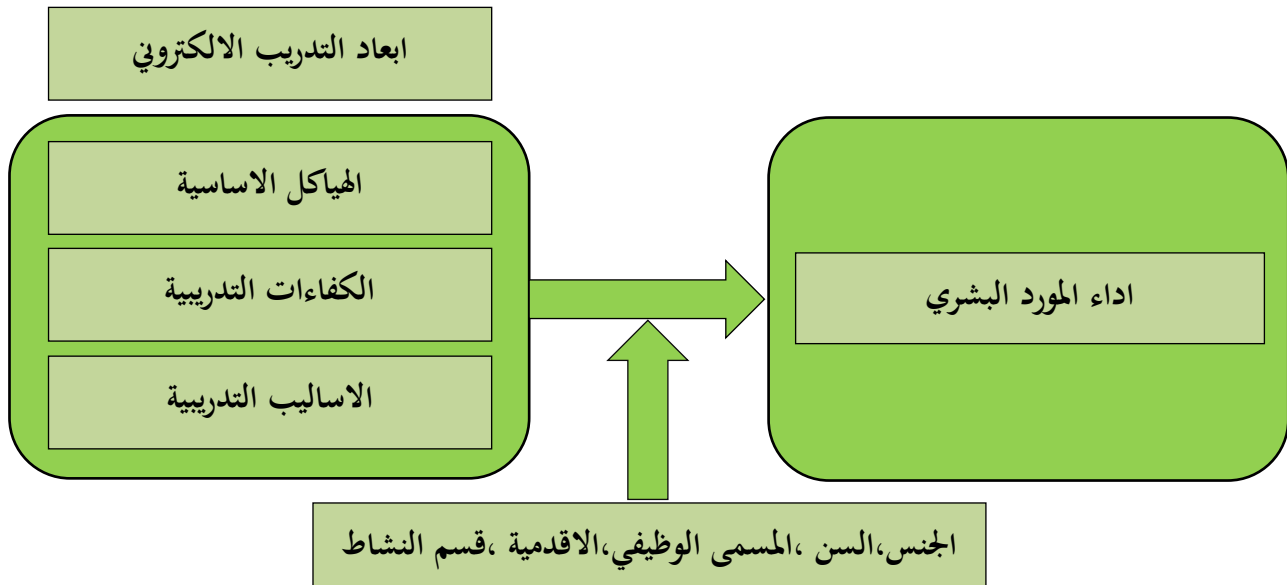 ابعاد التدريب الالكتروني
الهياكل الاساسية
الكفاءات التدريبية
الاساليب التدريبية
اداء المورد البشري
الجنس،السن ،المسمى الوظيفي،الاقدمية ،قسم النشاط